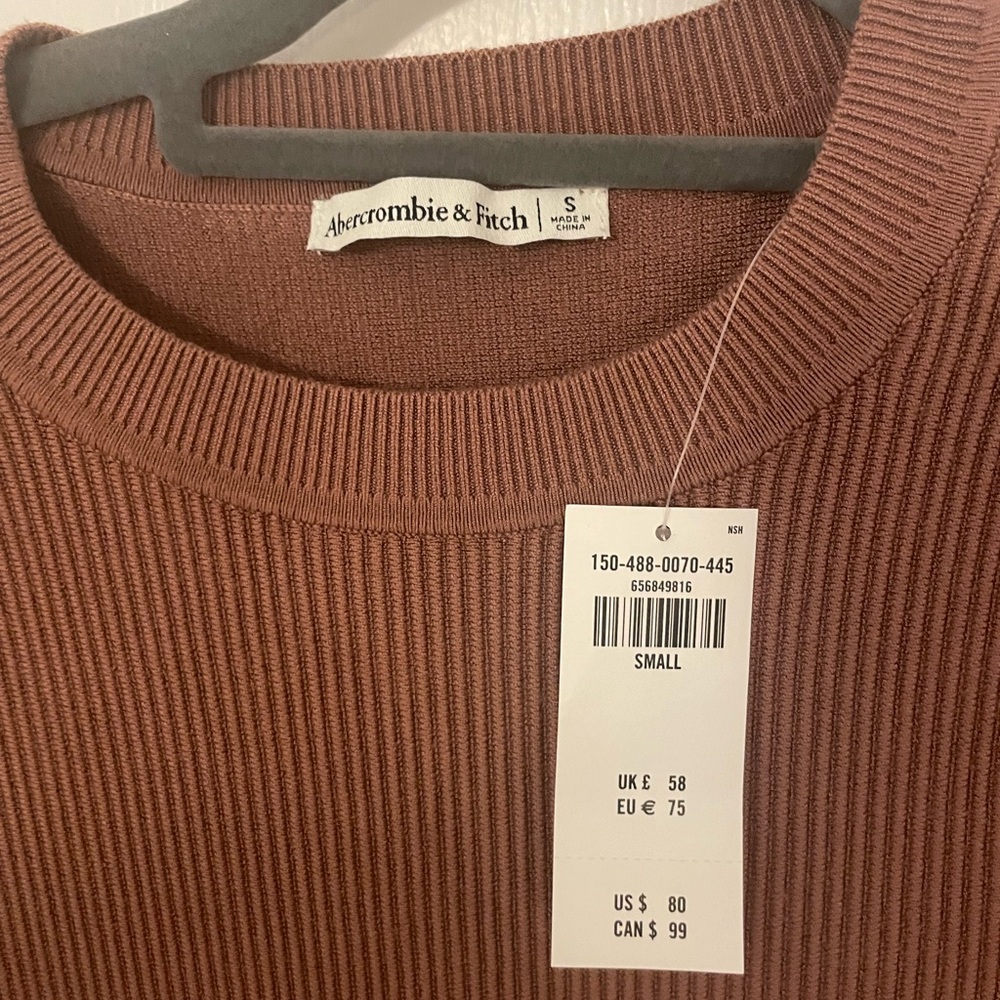 Abercrombie & Fitch | S
MADE IN
CHINA
NSH
150-488-0070-445
656849816
SMALL
UK £ 58
EU € 75
US $ 80
CAN $ 99